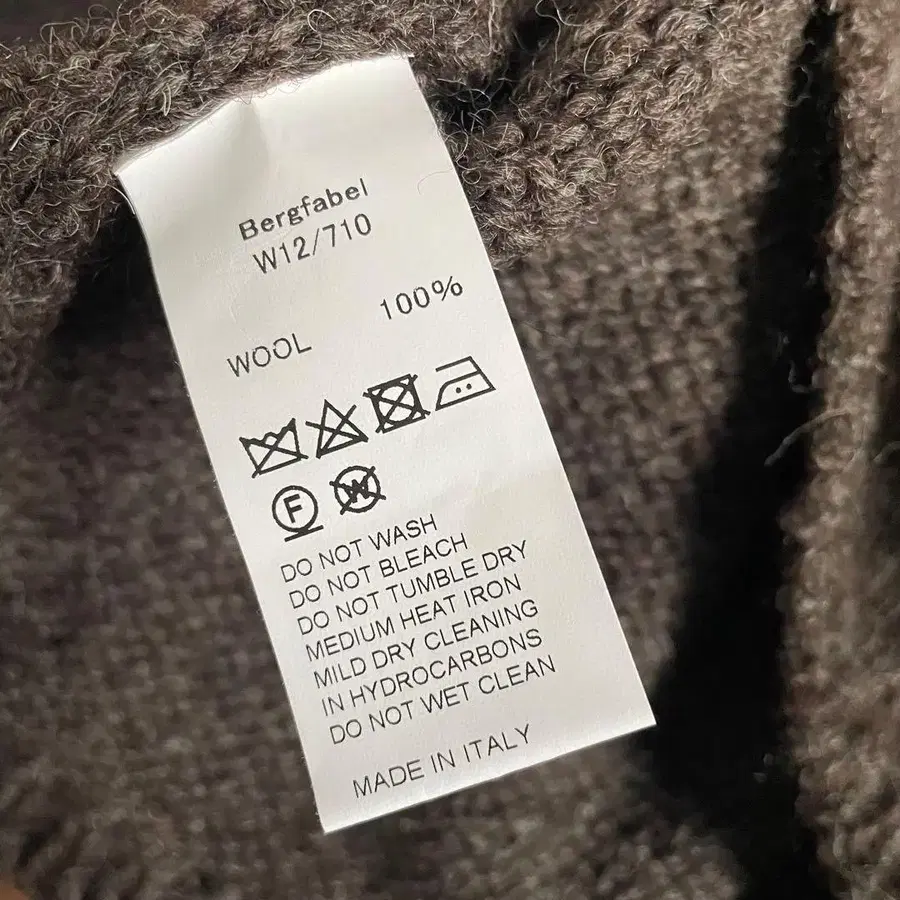 Bergfabel
W12/710
WOOL 100%
F W
DO NOT WASH
DO NOT BLEACH
DO NOT TUMBLE DRY
MEDIUM HEAT IRON
MILD DRY CLEANING
IN HYDROCARBONS
DO NOT WET CLEAN
MADE IN ITALY